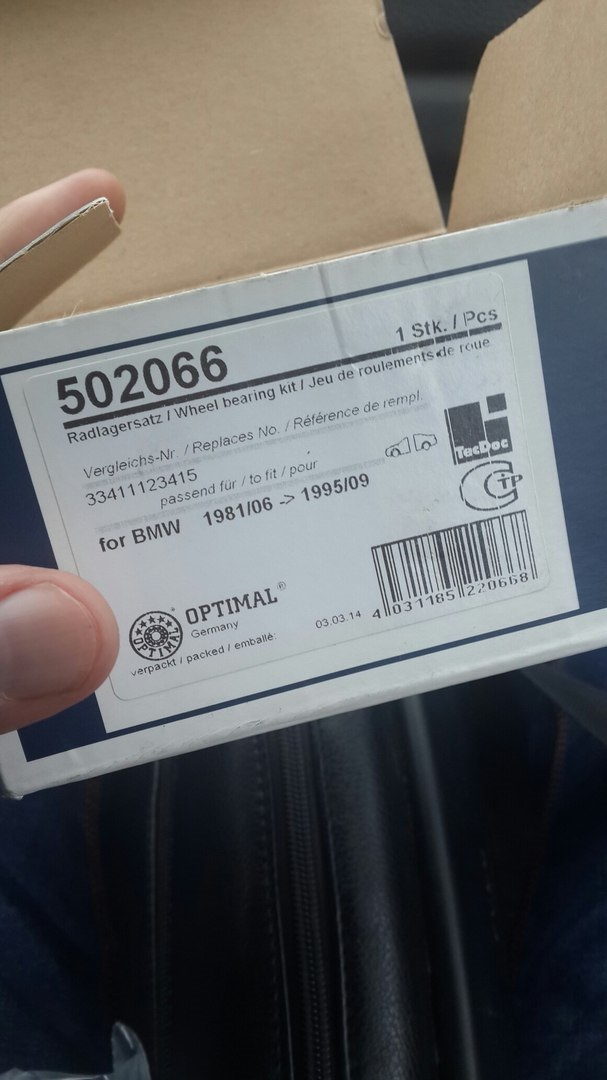 1 Stk. / Pcs
502066
Radlagersatz / Wheel bearing kit / Jeu de roulements de roue
Vergleichs-Nr. / Replaces No. / Référence de rempl.
33411123415
passend für / to fit / pour
for BMW 1981/06 -> 1995/09
TecDoc
CTP
OPTIMAL®
Germany
OPTIMAL
verpackt / packed / emballé: 03.03.14
4 031185 220668